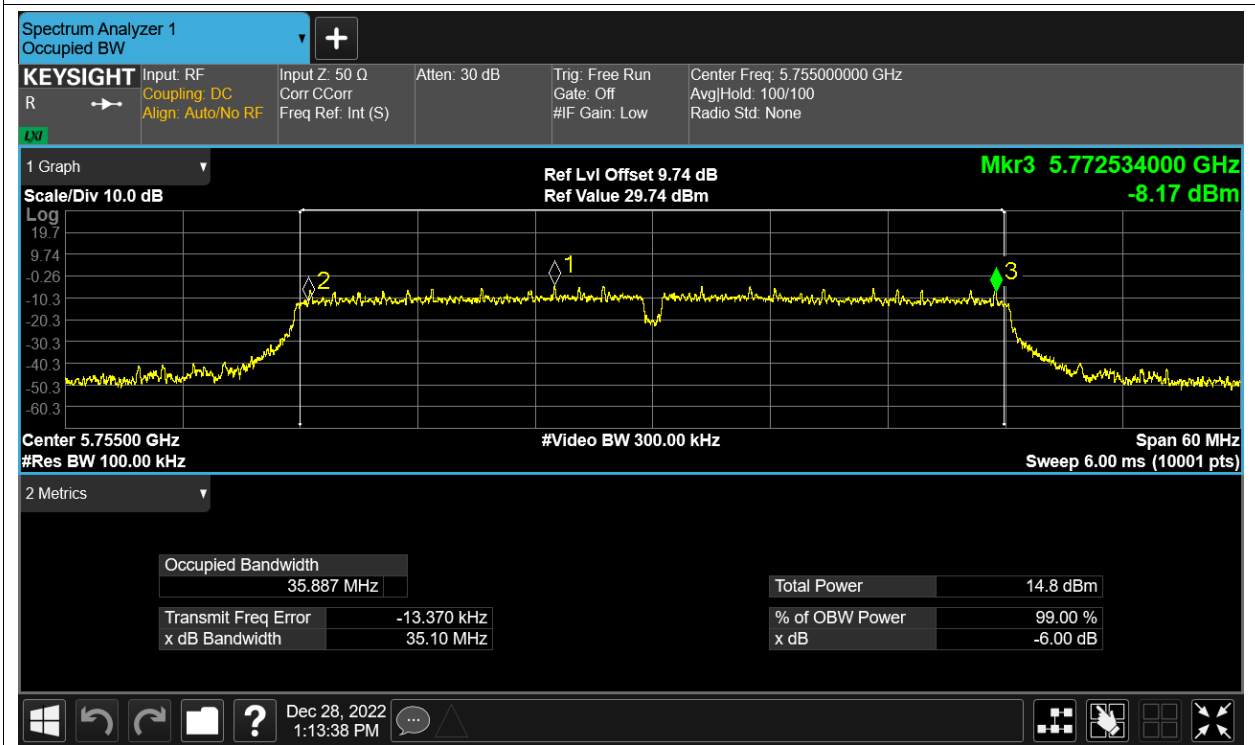 Spectrum Analyzer 1
Occupied BW
+
KEYSIGHT
R
LXI
Input: RF
Coupling: DC
Align: Auto/No RF
Input Z: 50 Ω
Corr CCorr
Freq Ref: Int (S)
Atten: 30 dB
Trig: Free Run
Gate: Off
#IF Gain: Low
Center Freq: 5.755000000 GHz
Avg|Hold: 100/100
Radio Std: None
1 Graph
Scale/Div 10.0 dB
Ref Lvl Offset 9.74 dB
Ref Value 29.74 dBm
Mkr3 5.772534000 GHz
-8.17 dBm
Log
19.7
9.74
-0.26
-10.3
-20.3
-30.3
-40.3
-50.3
-60.3
2
1
3
Center 5.75500 GHz
#Video BW 300.00 kHz
Span 60 MHz
#Res BW 100.00 kHz
Sweep 6.00 ms (10001 pts)
2 Metrics
Occupied Bandwidth
35.887 MHz
Transmit Freq Error -13.370 kHz
x dB Bandwidth 35.10 MHz
Total Power 14.8 dBm
% of OBW Power 99.00 %
x dB -6.00 dB
?
Dec 28, 2022
1:13:38 PM